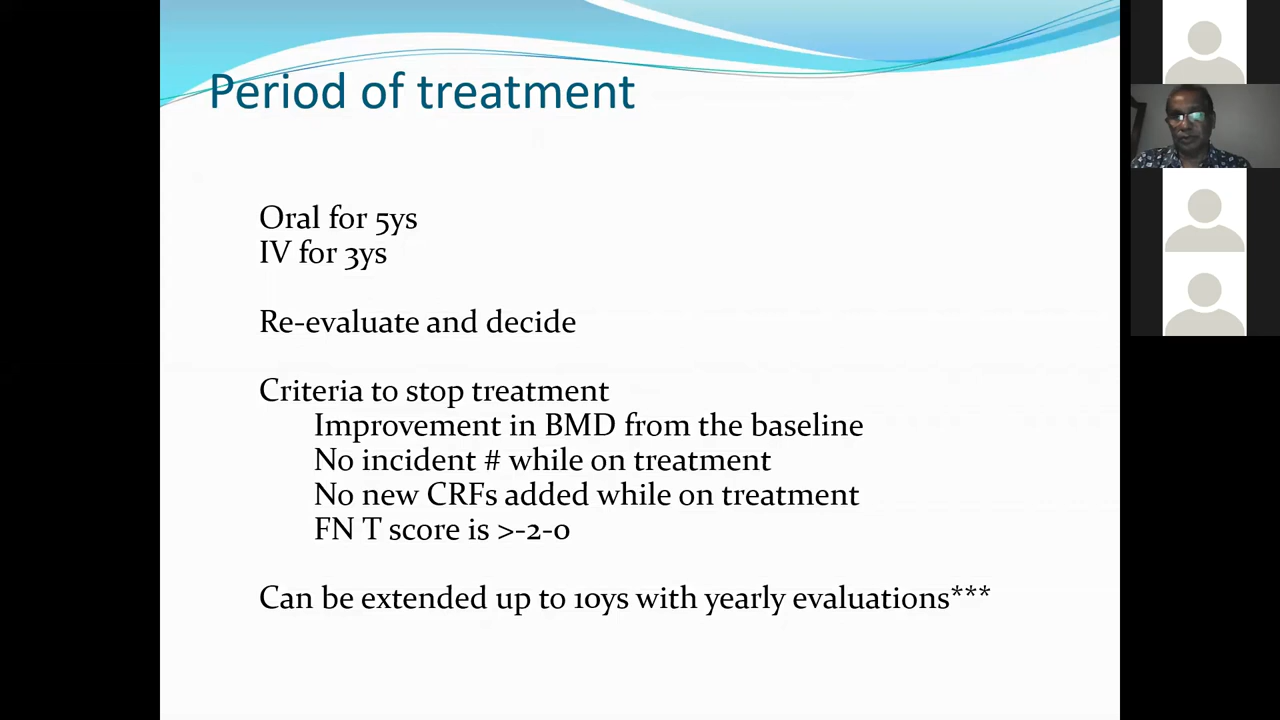 Period of treatment
Oral for 5ys
IV for 3ys
Re-evaluate and decide
Criteria to stop treatment
Improvement in BMD from the baseline
No incident # while on treatment
No new CRFs added while on treatment
FN T score is >-2-0
Can be extended up to 10ys with yearly evaluations***